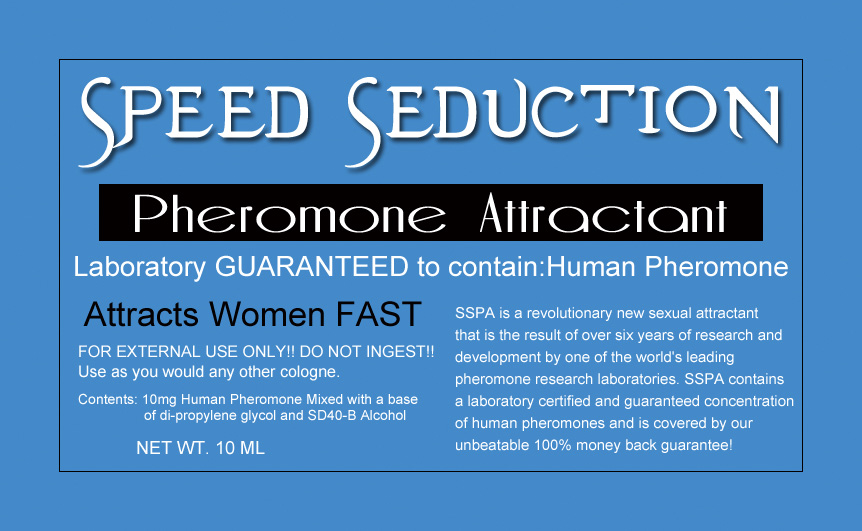 SPEED SEDUCTION
Pheromone Attractant
Laboratory GUARANTEED to contain:Human Pheromone
Attracts Women FAST
FOR EXTERNAL USE ONLY!! DO NOT INGEST!!
Use as you would any other cologne.
Contents: 10mg Human Pheromone Mixed with a base
of di-propylene glycol and SD40-B Alcohol
NET WT. 10 ML
SSPA is a revolutionary new sexual attractant
that is the result of over six years of research and
development by one of the world's leading
pheromone research laboratories. SSPA contains
a laboratory certified and guaranteed concentration
of human pheromones and is covered by our
unbeatable 100% money back guarantee!